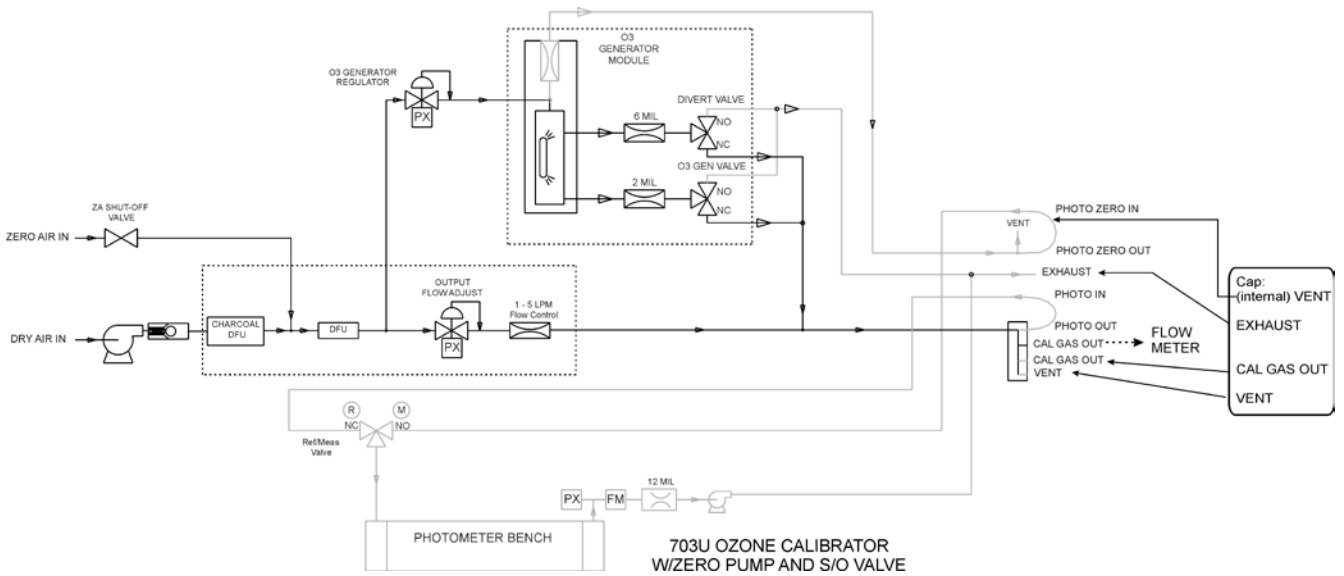 O3
GENERATOR
MODULE
O3 GENERATOR
REGULATOR
PX
DIVERT VALVE
6 MIL
NO
NC
O3 GEN VALVE
2 MIL
NO
NC
ZA SHUT-OFF
VALVE
ZERO AIR IN
PHOTO ZERO IN
VENT
PHOTO ZERO OUT
EXHAUST
OUTPUT
FLOW ADJUST
1 - 5 LPM
Flow Control
PHOTO IN
PHOTO OUT
CHARCOAL
DFU
DFU
PX
DRY AIR IN
CAL GAS OUT
CAL GAS OUT
VENT
FLOW
METER
Cap:
(internal) VENT
EXHAUST
CAL GAS OUT
VENT
R
M
NC
NO
Ref/Meas
Valve
PX
FM
12 MIL
PHOTOMETER BENCH
703U OZONE CALIBRATOR
W/ZERO PUMP AND S/O VALVE